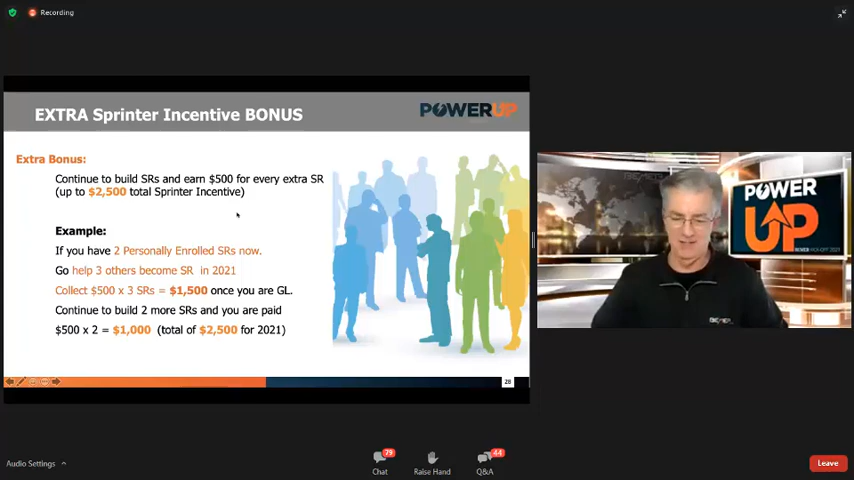 Recording
EXTRA Sprinter Incentive BONUS
POWERUP
Extra Bonus:
Continue to build SRs and earn $500 for every extra SR
(up to $2,500 total Sprinter Incentive)
Example:
If you have 2 Personally Enrolled SRs now.
Go help 3 others become SR in 2021
Collect $500 x 3 SRs = $1,500 once you are GL.
Continue to build 2 more SRs and you are paid
$500 x 2 = $1,000 (total of $2,500 for 2021)
28
POWER
UP
Audio Settings
79
Chat
Raise Hand
44
Q&A
Leave